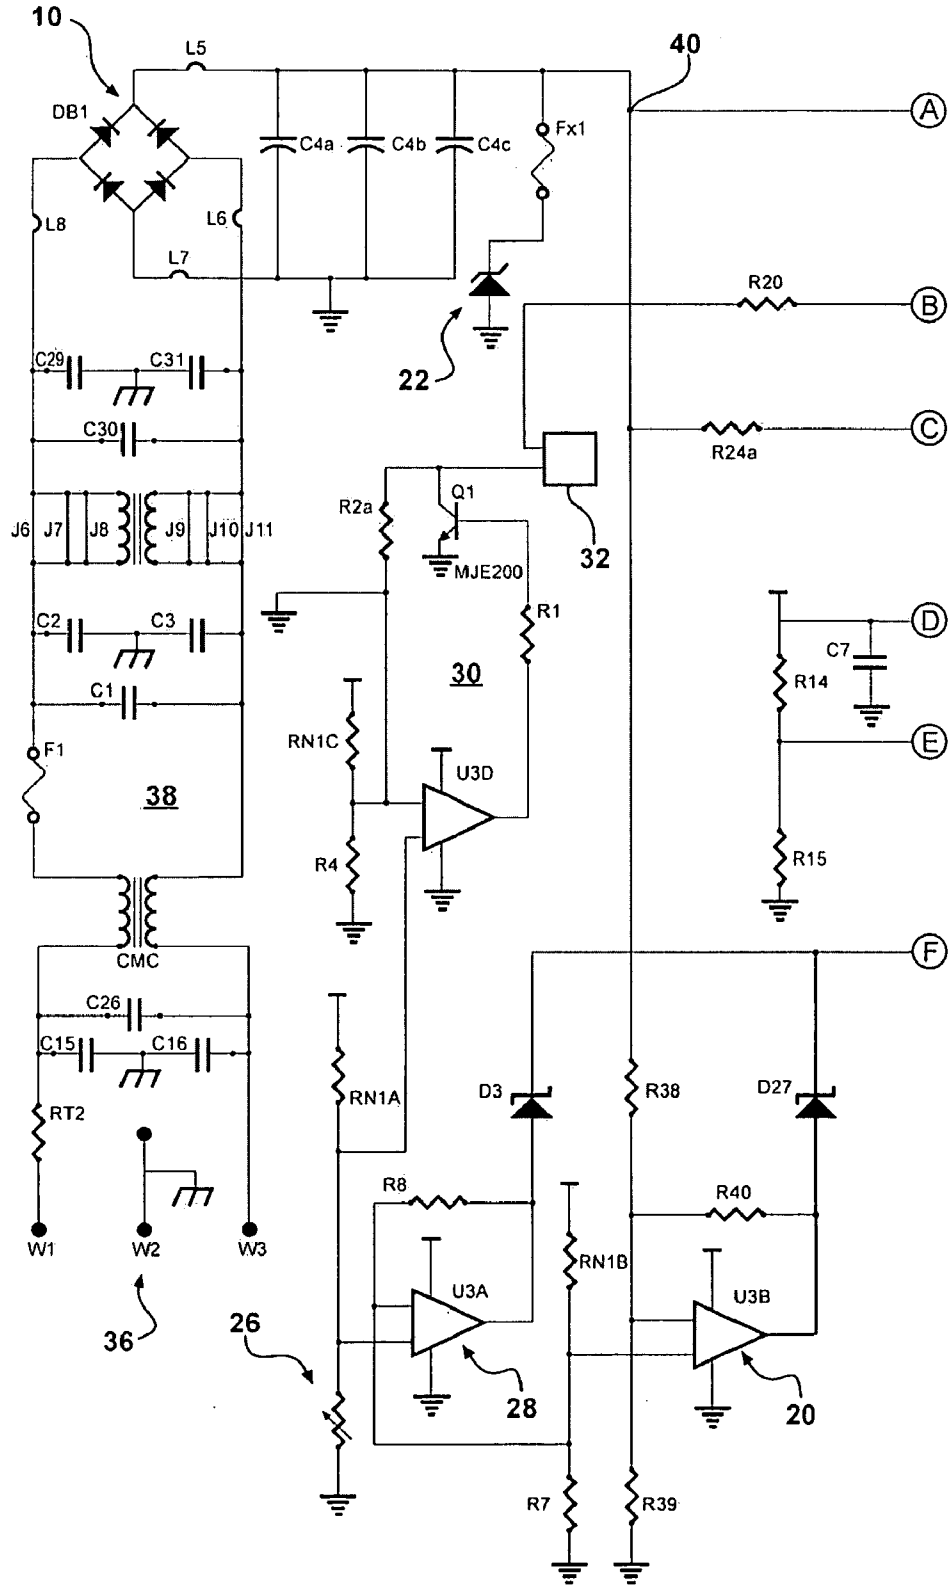 10
L5
40
DB1
A
Fx1
C4a
C4b
C4c
L8
L6
L7
R20
B
22
C29
C31
C30
R24a
C
Q1
R2a
32
J6
J7
J8
J9
J10
J11
MJE200
R1
C2
C3
D
C7
30
R14
C1
RN1C
E
F1
U3D
38
R4
R15
F
CMC
C26
C15
C16
R38
RN1A
D3
D27
RT2
R8
R40
W1
W2
W3
RN1B
U3A
U3B
36
26
28
20
R7
R39